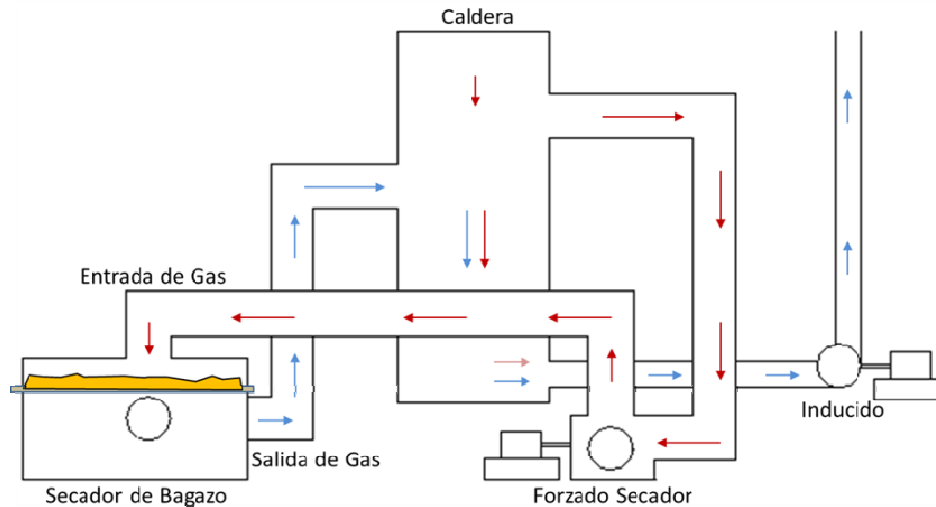 Caldera
Entrada de Gas
Inducido
Salida de Gas
Secador de Bagazo
Forzado Secador